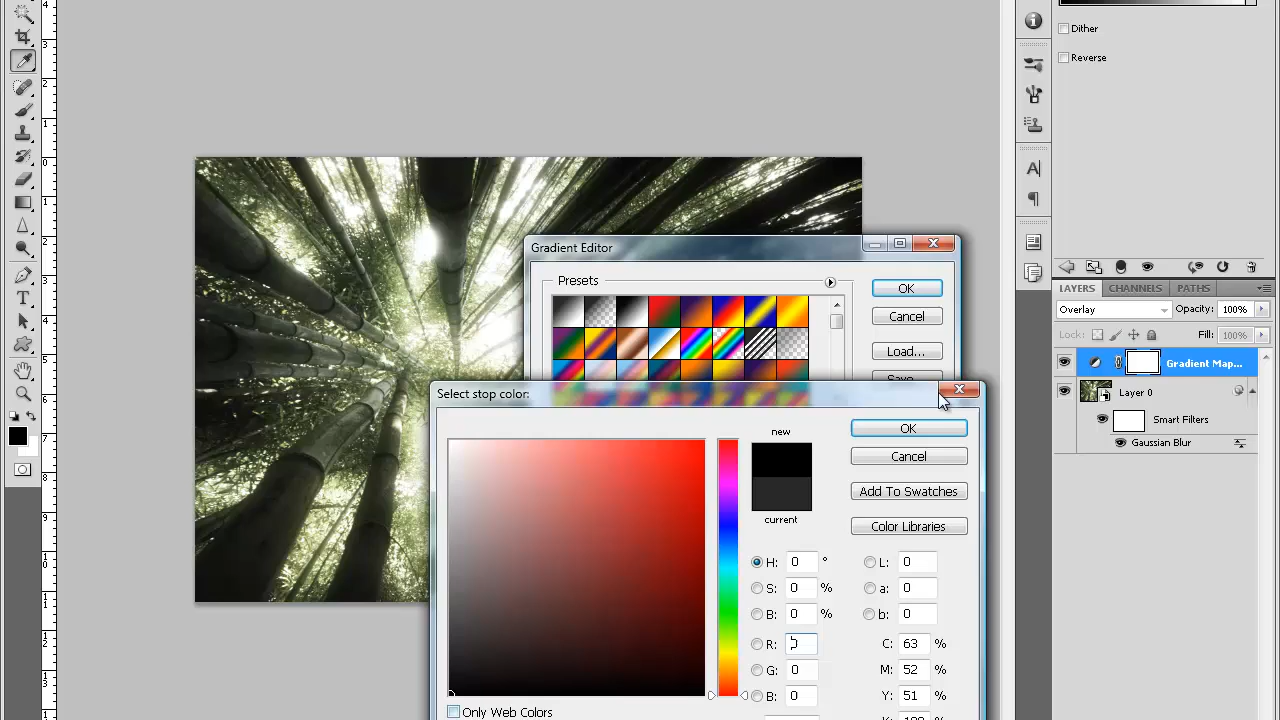 Dither
Reverse
Gradient Editor
Presets
OK
Cancel
Load...
Select stop color:
new
current
OK
Cancel
Add To Swatches
Color Libraries
H: 0 °
S: 0 %
B: 0 %
R:
G: 0
B: 0
L: 0
a: 0
b: 0
C: 63 %
M: 52 %
Y: 51 %
Only Web Colors
LAYERS CHANNELS PATHS
Overlay Opacity: 100%
Lock: Fill: 100%
Gradient Map...
Layer 0
Smart Filters
Gaussian Blur